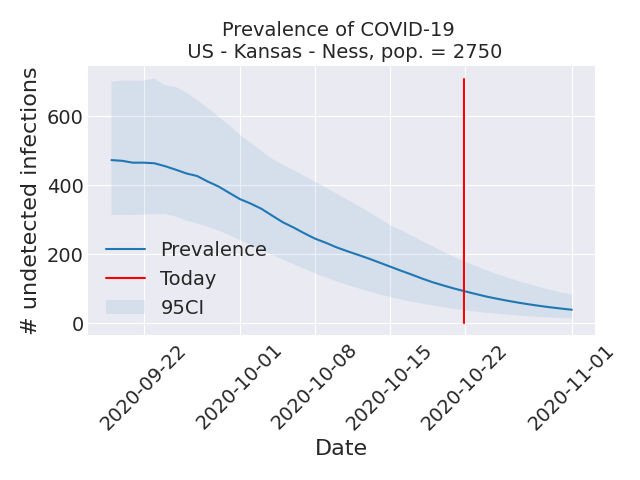 Prevalence of COVID-19
US - Kansas - Ness, pop. = 2750
# undetected infections
600
400
200
0
Prevalence
Today
95CI
2020-09-22
2020-10-01
2020-10-08
2020-10-15
2020-10-22
2020-11-01
Date